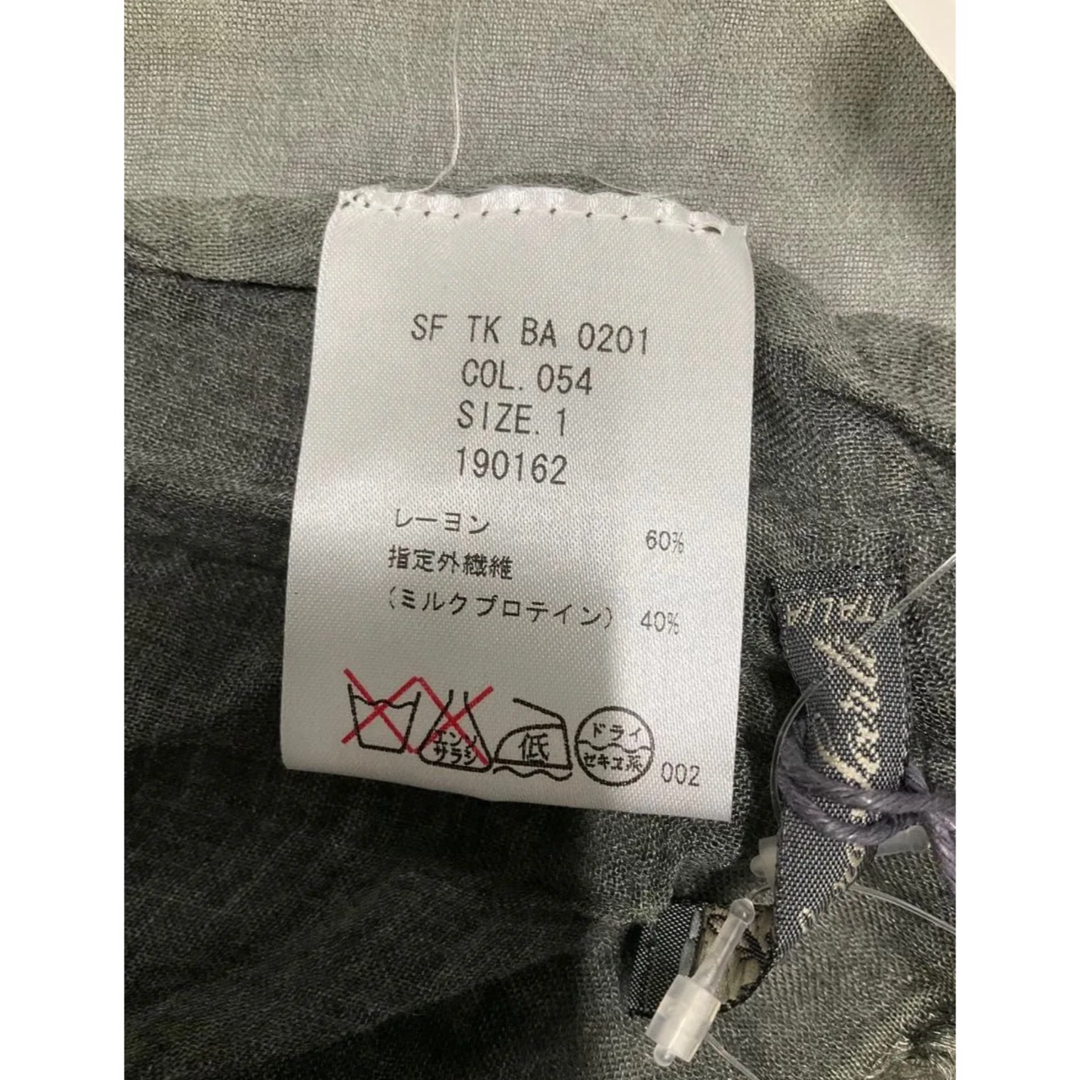 SF TK BA 0201
COL.054
SIZE.1
190162
レーヨン 60%
指定外繊維
(ミルクプロテイン) 40%
エンソ
サラシ
低
ドライ
セキユ系
002
ITALIA